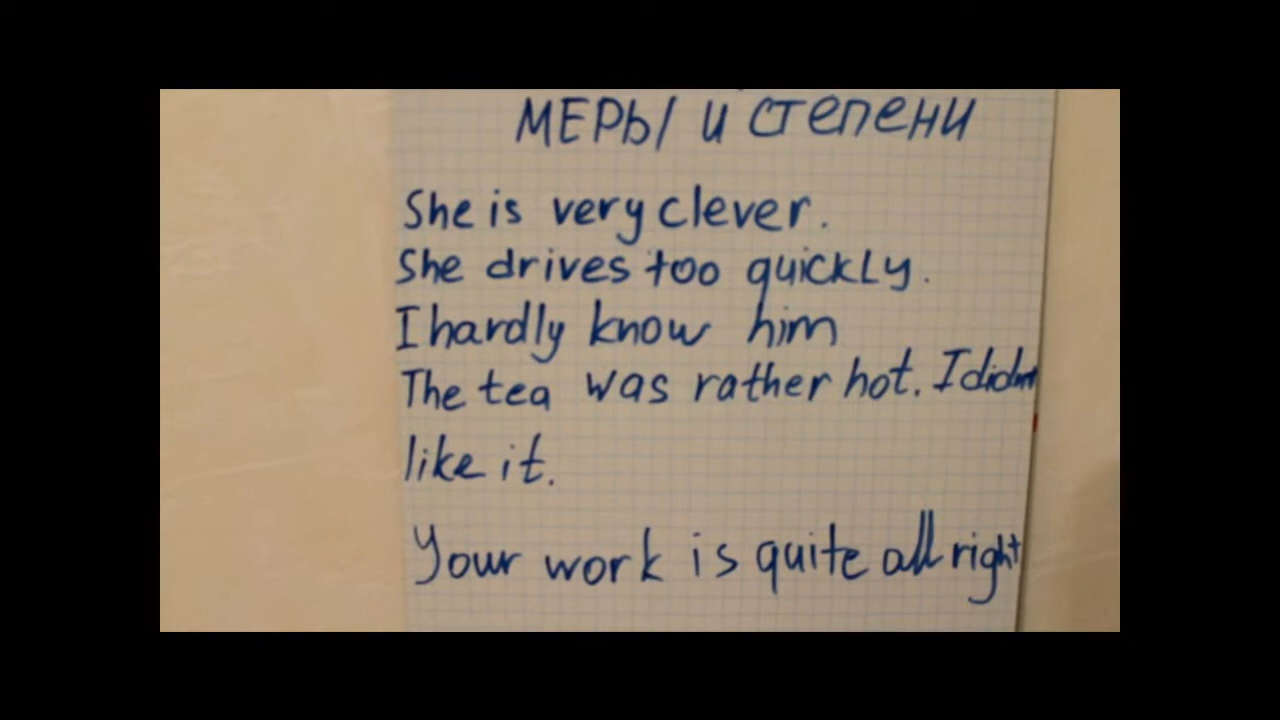 МЕРЫ И СТЕПЕНИ
She is very clever.
She drives too quickly.
I hardly know him
The tea was rather hot. I didn't
like it.
Your work is quite all right